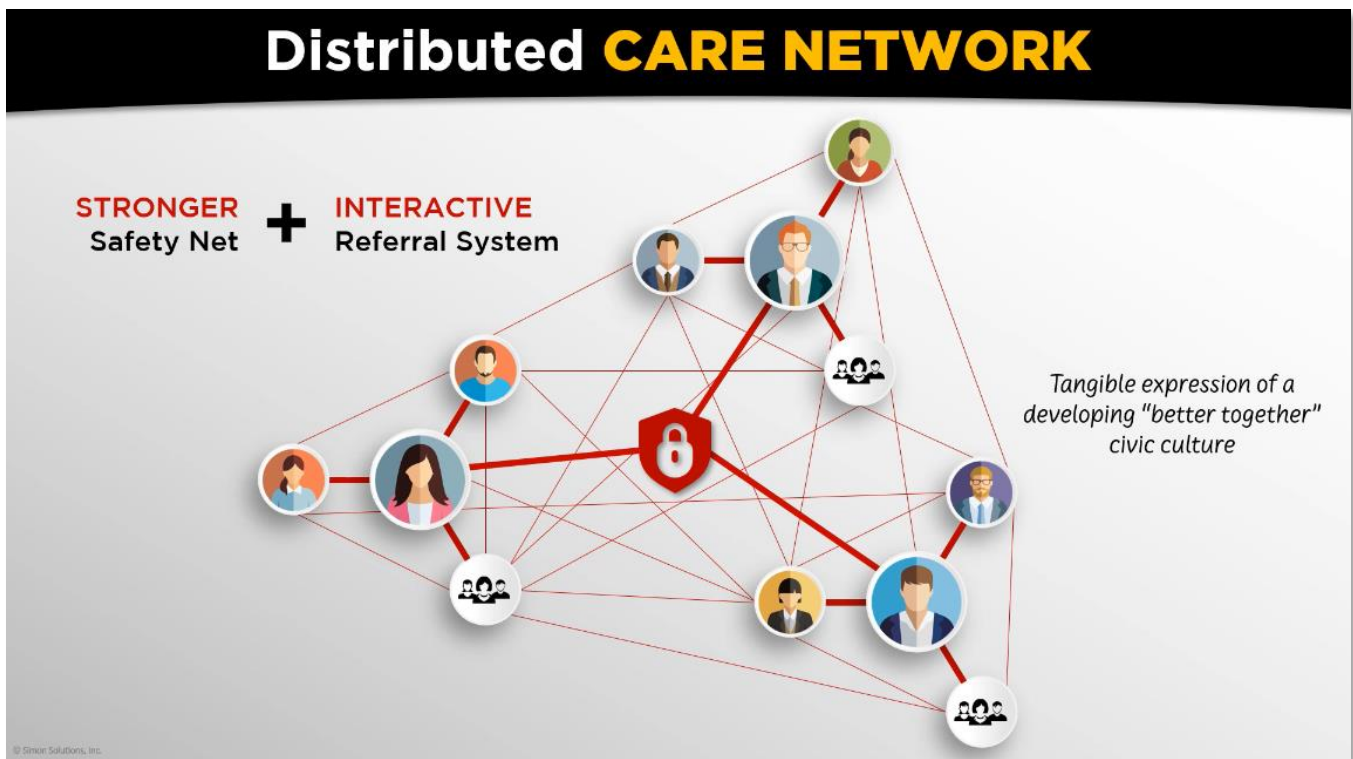 Distributed CARE NETWORK
STRONGER
Safety Net
+
INTERACTIVE
Referral System
Tangible expression of a
developing "better together"
civic culture
© Simon Solutions, Inc.